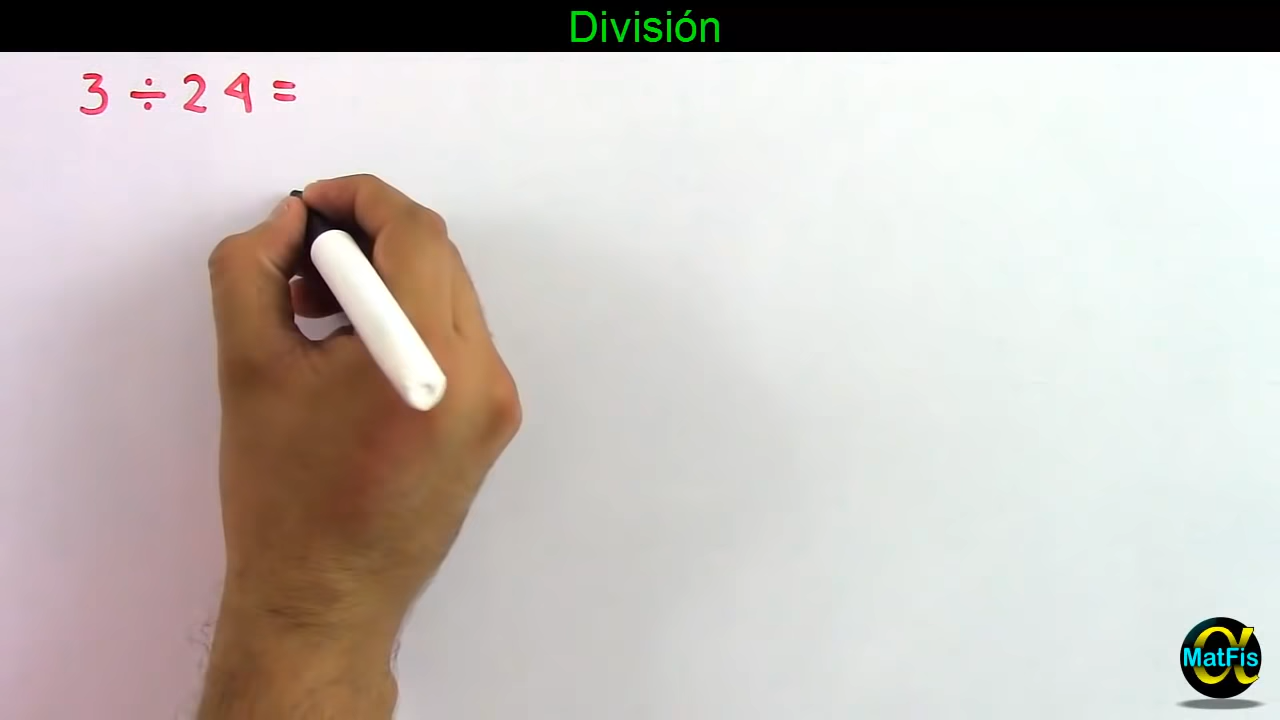 División
3 ÷ 24 =
MatFis